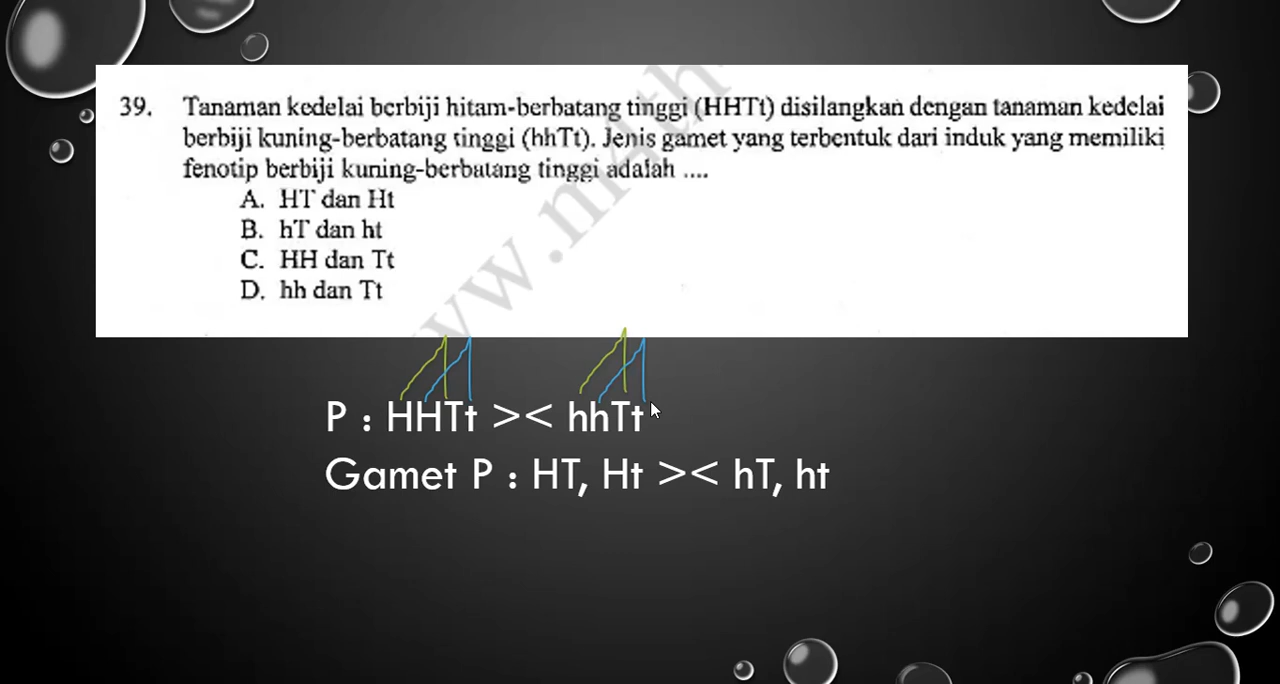 39. Tanaman kedelai berbiji hitam-berbatang tinggi (HHTt) disilangkan dengan tanaman kedelai
berbiji kuning-berbatang tinggi (hhTt). Jenis gamet yang terbentuk dari induk yang memiliki
fenotip berbiji kuning-berbatang tinggi adalah ....
A. HT dan Ht
B. hT dan ht
C. HH dan Tt
D. hh dan Tt
www.m4th
P : HHTt >< hhTt
Gamet P : HT, Ht >< hT, ht